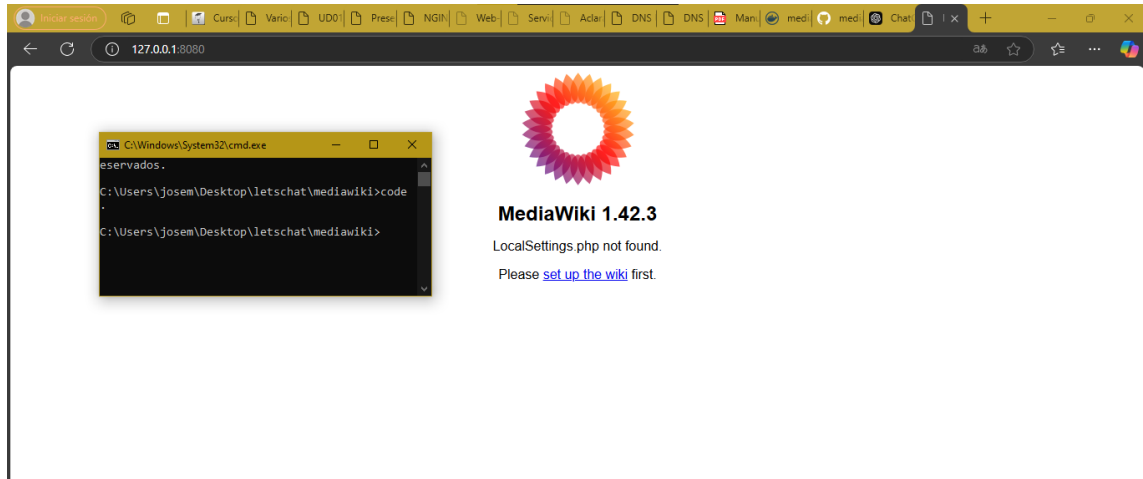 Iniciar sesión
Curso
Vario
UD01
Prese
NGIN
Web-
Servi
Aclar
DNS
DNS
Manu
medi
medi
Chat
127.0.0.1:8080
C:\Windows\System32\cmd.exe
eservados.
C:\Users\josem\Desktop\letschat\mediawiki>code
.
C:\Users\josem\Desktop\letschat\mediawiki>
MediaWiki 1.42.3
LocalSettings.php not found.
Please set up the wiki first.